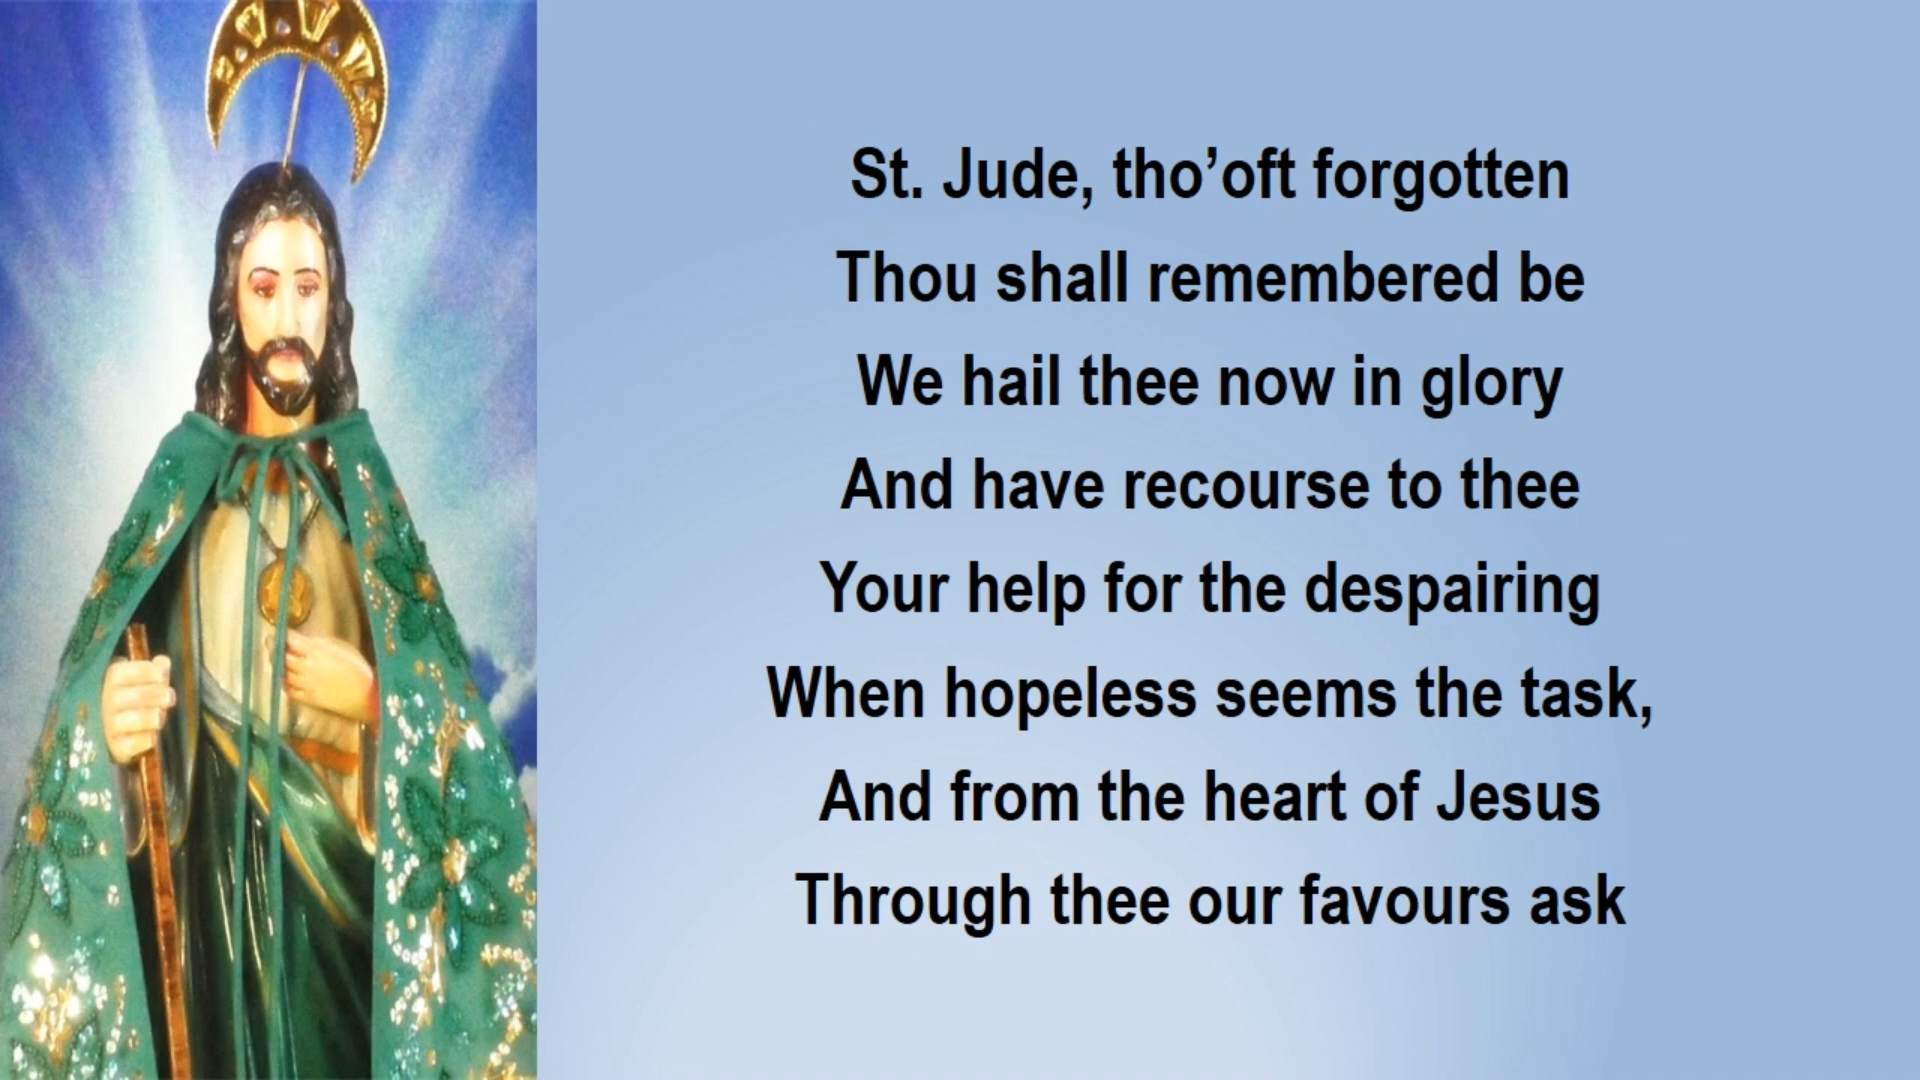 St. Jude, tho’oft forgotten
Thou shall remembered be
We hail thee now in glory
And have recourse to thee
Your help for the despairing
When hopeless seems the task,
And from the heart of Jesus
Through thee our favours ask